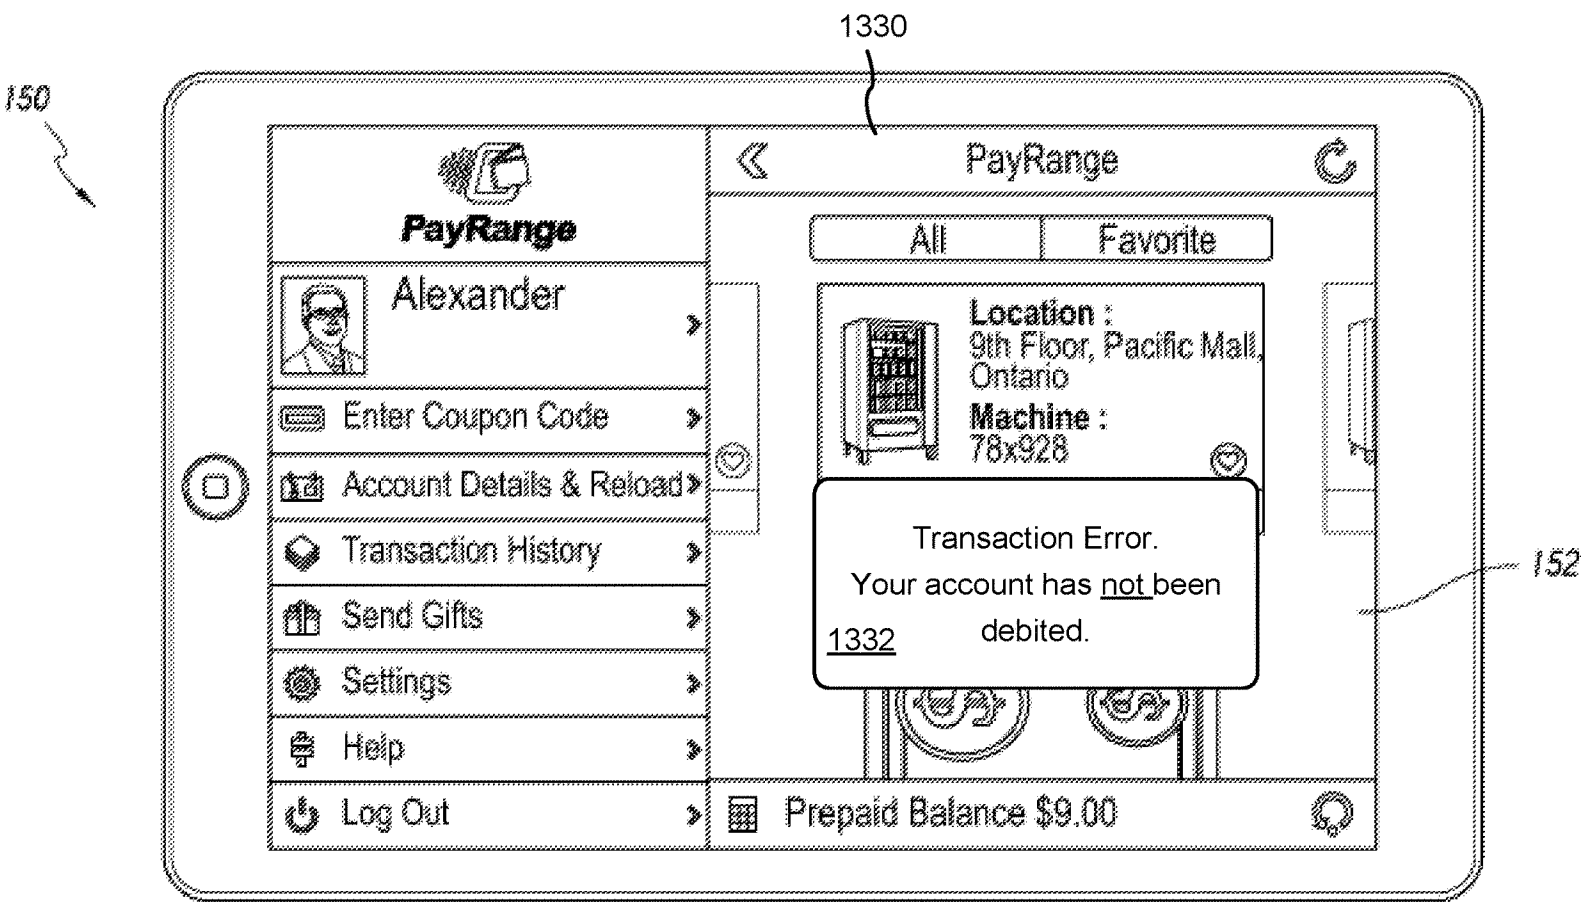 1330
150
PayRange
PayRange
All
Favorite
Alexander
Location :
9th Floor, Pacific Mall,
Ontario
Machine :
78x928
Enter Coupon Code
Account Details & Reload
Transaction History
Send Gifts
Settings
Help
Log Out
Transaction Error.
Your account has not been
debited.
1332
152
Prepaid Balance $9.00